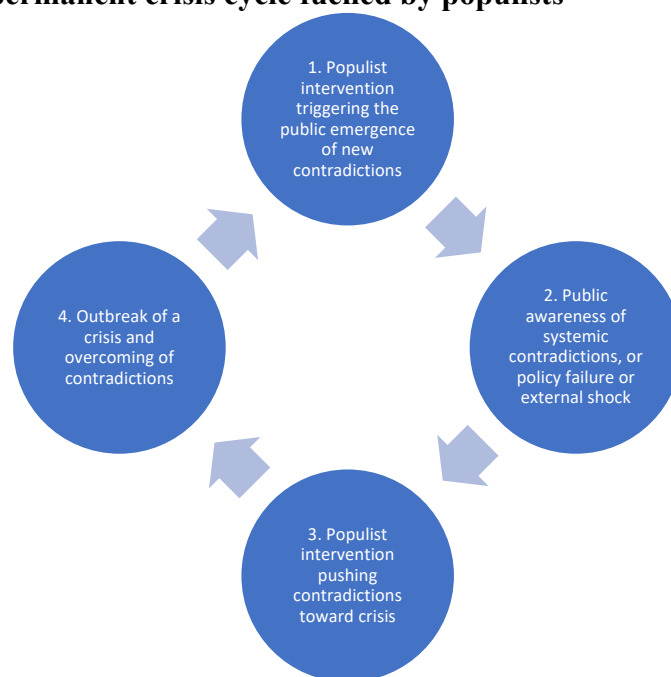 permanent crisis cycle fuelled by populists
1. Populist
intervention
triggering the
public emergence
of new
contradictions
2. Public
awareness of
systemic
contradictions, or
policy failure or
external shock
3. Populist
intervention
pushing
contradictions
toward crisis
4. Outbreak of a
crisis and
overcoming of
contradictions